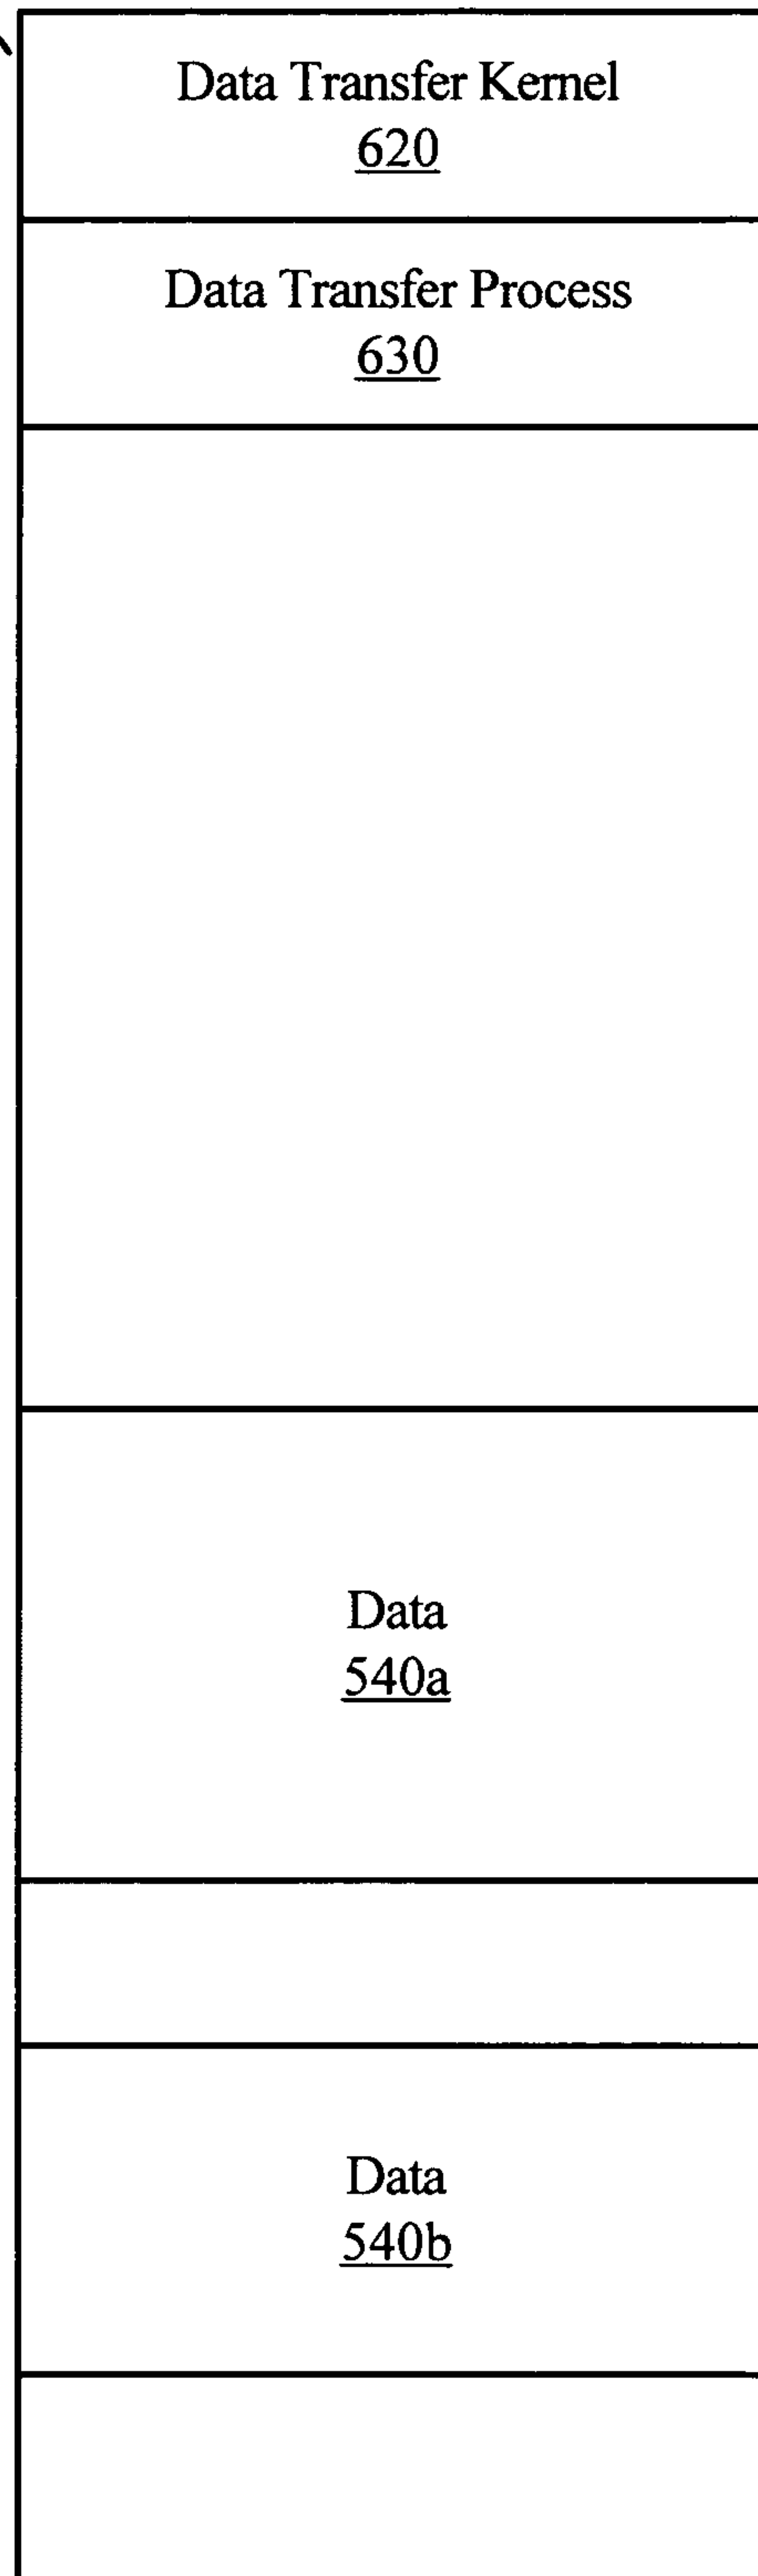 Data Transfer Kernel
620
Data Transfer Process
630
Data
540a
Data
540b